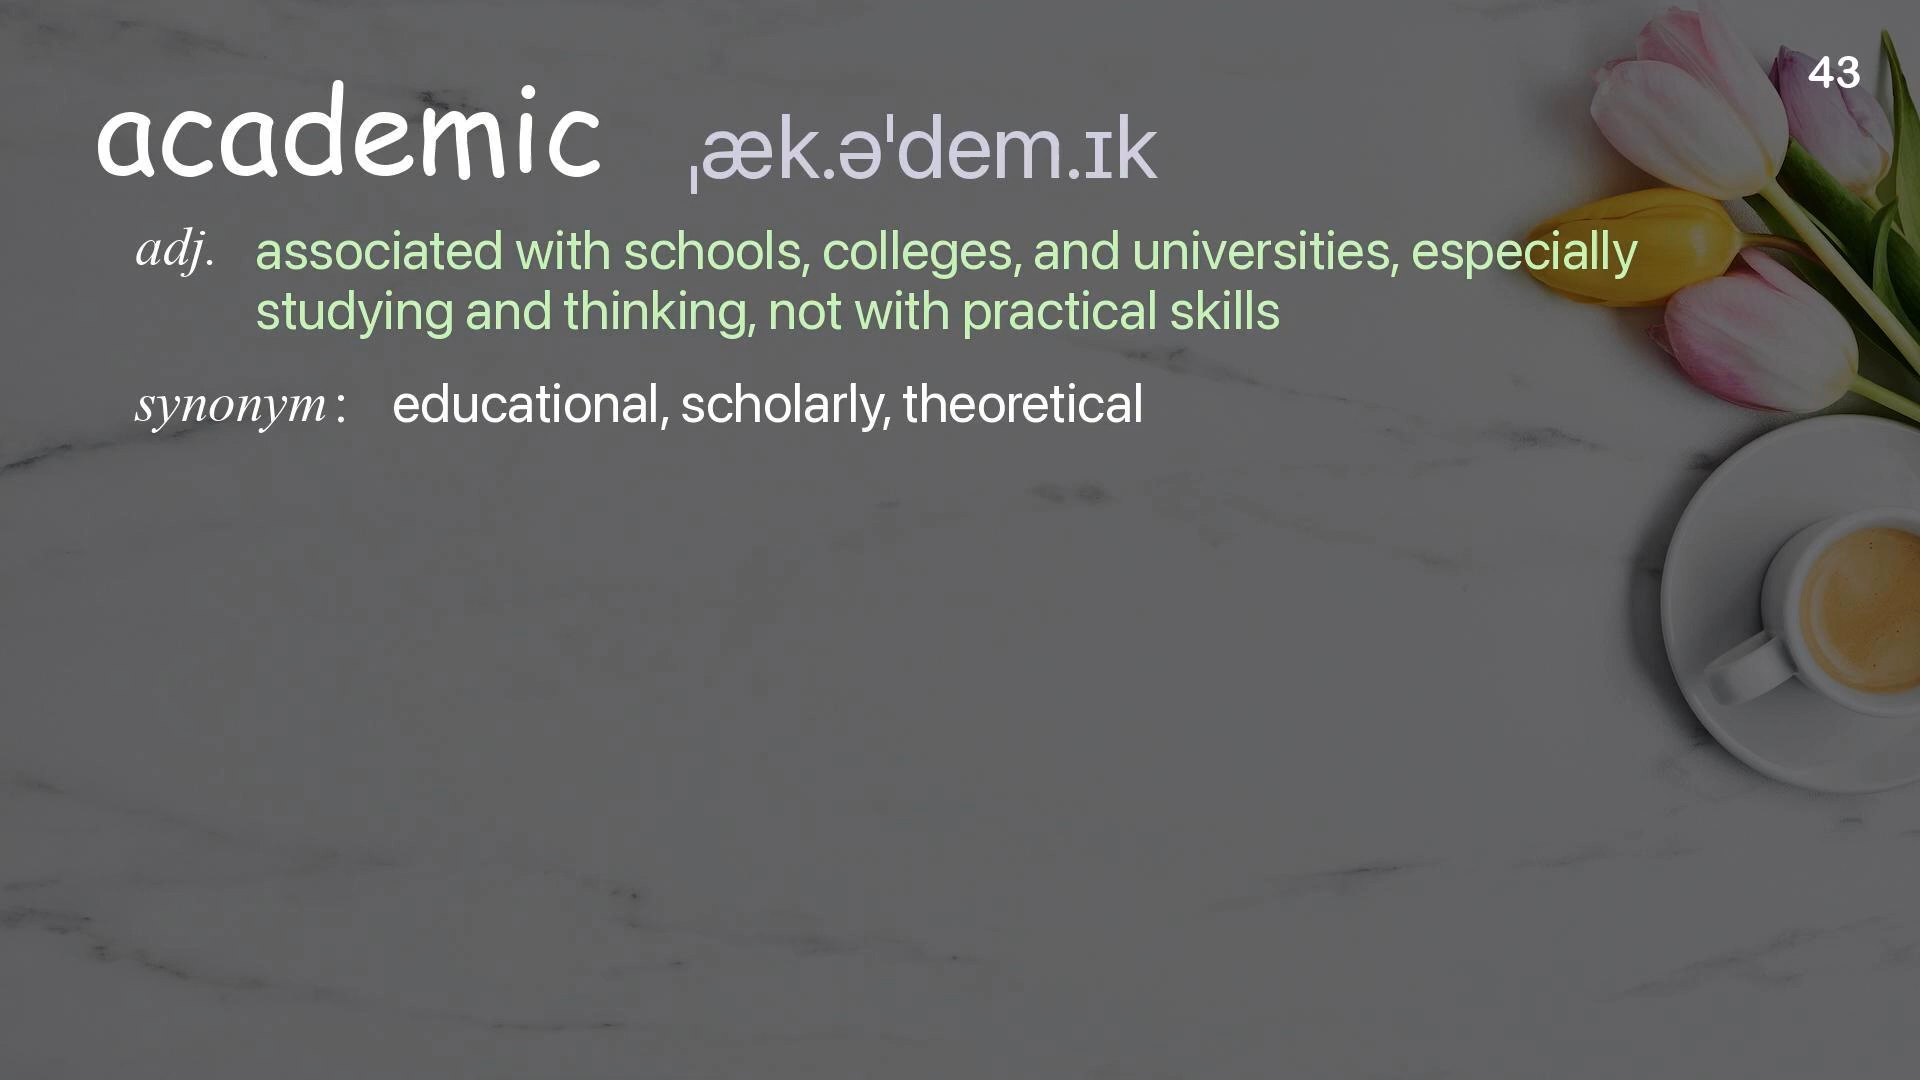 43
academic ˌæk.əˈdem.ɪk
adj. associated with schools, colleges, and universities, especially
studying and thinking, not with practical skills
synonym : educational, scholarly, theoretical